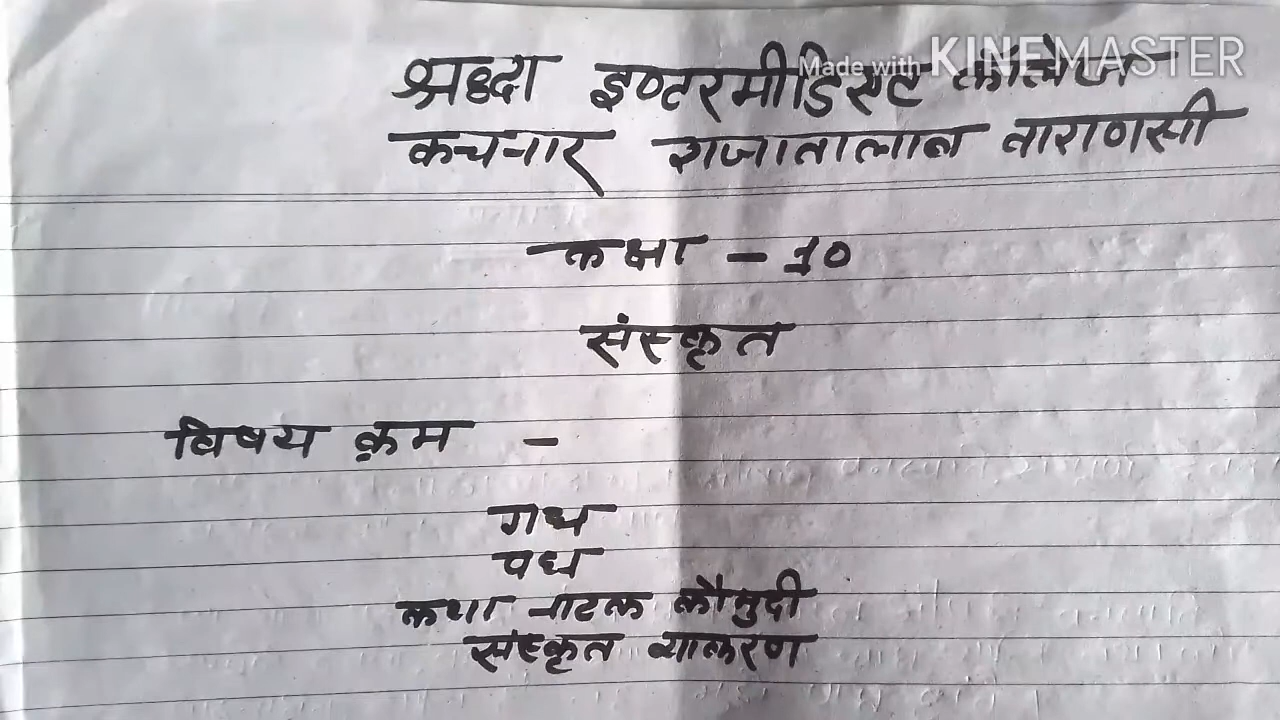 Made with KINEMASTER
श्रद्धा इण्टरमीडिएट कॉलेज
कचनार राजातालाब वाराणसी
कक्षा - 10
संस्कृत
विषय क्रम -
गद्य
पद्य
कथा नाटक कौमुदी
संस्कृत व्याकरण